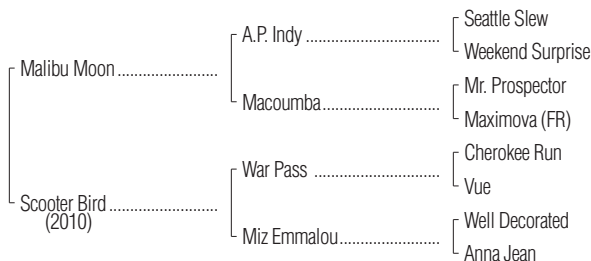 Seattle Slew
A.P. Indy ............................
Weekend Surprise
Malibu Moon .....................
Mr. Prospector
Macoumba........................
Maximova (FR)
Cherokee Run
War Pass ..........................
Vue
Scooter Bird ......................
(2010)
Well Decorated
Miz Emmalou....................
Anna Jean